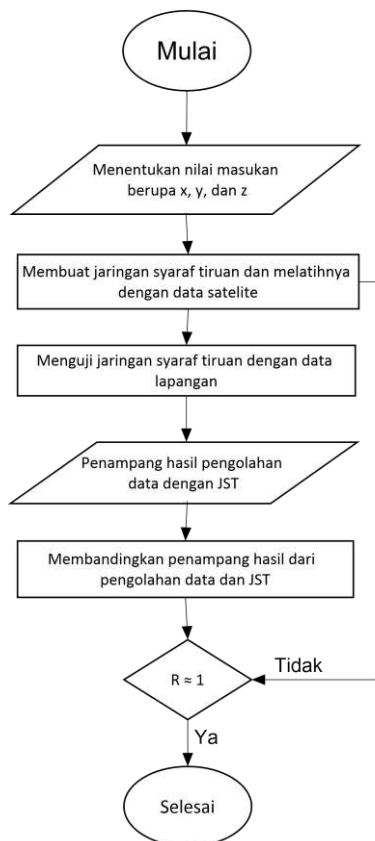 Mulai
Menentukan nilai masukan
berupa x, y, dan z
Membuat jaringan syaraf tiruan dan melatihnya
dengan data satelite
Menguji jaringan syaraf tiruan dengan data
lapangan
Penampang hasil pengolahan
data dengan JST
Membandingkan penampang hasil dari
pengolahan data dan JST
R ≈ 1
Tidak
Ya
Selesai